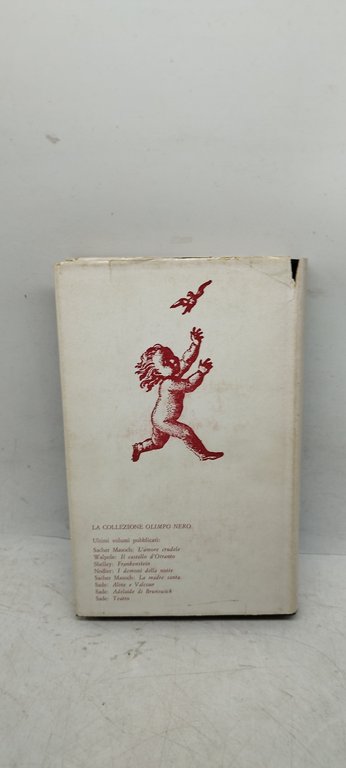 LA COLLEZIONE OLIMPO NERO.
Ultimi volumi pubblicati:
Sacher Masoch: L'amore crudele
Walpole: Il castello d'Otranto
Shelley: Frankenstein
Nodier: I demoni della notte
Sacher Masoch: La madre santa
Sade: Aline e Valcour
Sade: Adelaide di Brunswick
Sade: Teatro